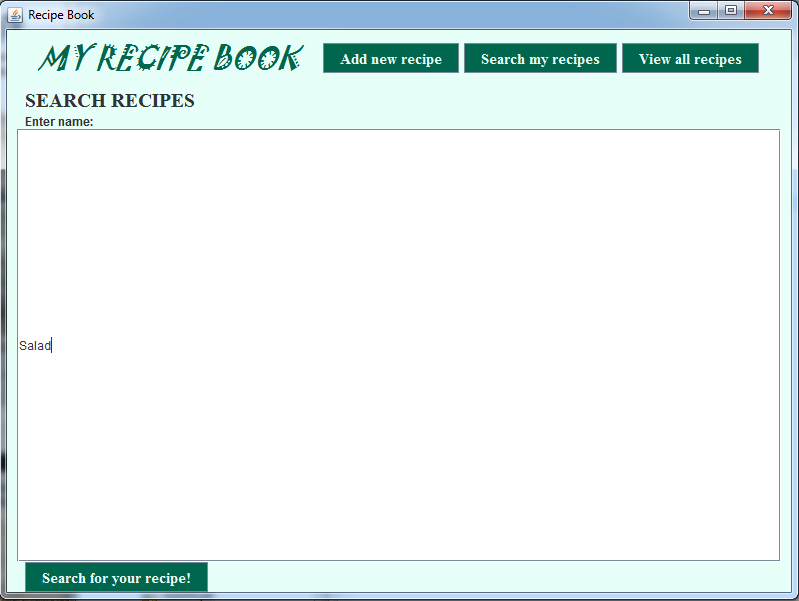 Recipe Book
MY RECIPE BOOK
Add new recipe
Search my recipes
View all recipes
SEARCH RECIPES
Enter name:
Salad
Search for your recipe!